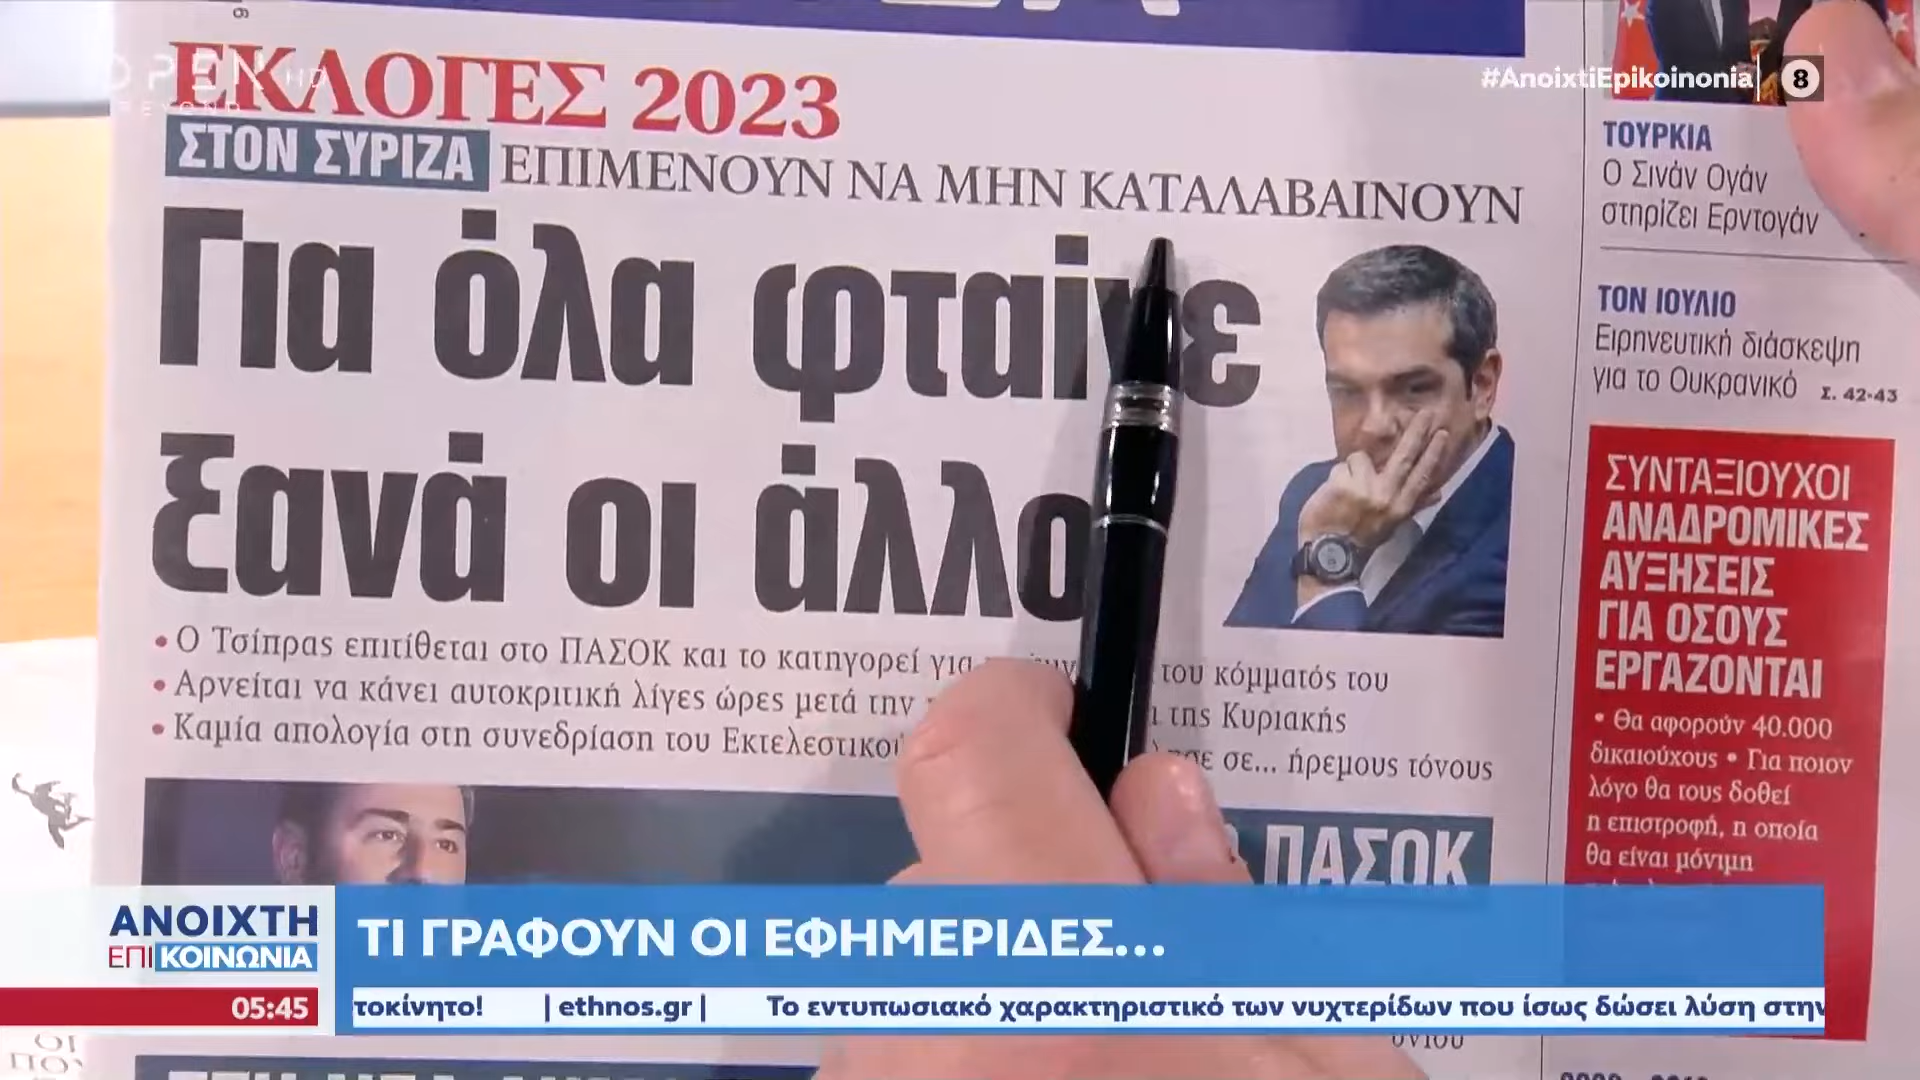 OPEN HD
BEYOND
#AnoixtiEpikoinonia 8
ΕΚΛΟΓΕΣ 2023
ΣΤΟΝ ΣΥΡΙΖΑ ΕΠΙΜΕΝΟΥΝ ΝΑ ΜΗΝ ΚΑΤΑΛΑΒΑΙΝΟΥΝ
Για όλα φταίνε
ξανά οι άλλο
• Ο Τσίπρας επιτίθεται στο ΠΑΣΟΚ και το κατηγορεί για του κόμματός του
• Αρνείται να κάνει αυτοκριτική λίγες ώρες μετά την της Κυριακής
• Καμία απολογία στη συνεδρίαση του Εκτελεστικού σε... ήρεμους τόνους
ΠΑΣΟΚ
ΤΟΥΡΚΙΑ
Ο Σινάν Ογάν
στηρίζει Ερντογάν
ΤΟΝ ΙΟΥΛΙΟ
Ειρηνευτική διάσκεψη
για το Ουκρανικό Σ. 42-43
ΣΥΝΤΑΞΙΟΥΧΟΙ
ΑΝΑΔΡΟΜΙΚΕΣ
ΑΥΞΗΣΕΙΣ
ΓΙΑ ΟΣΟΥΣ
ΕΡΓΑΖΟΝΤΑΙ
• Θα αφορούν 40.000
δικαιούχους • Για ποιον
λόγο θα τους δοθεί
η επιστροφή, η οποία
θα είναι μόνιμη
ΑΝΟΙΧΤΗ
ΕΠΙΚΟΙΝΩΝΙΑ
ΤΙ ΓΡΑΦΟΥΝ ΟΙ ΕΦΗΜΕΡΙΔΕΣ...
05:45
τοκίνητο! | ethnos.gr | Το εντυπωσιακό χαρακτηριστικό των νυχτερίδων που ίσως δώσει λύση στην